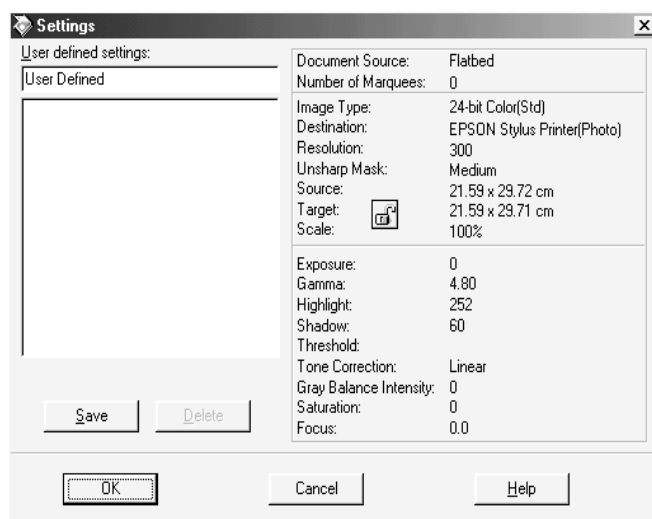 Settings
User defined settings:
User Defined
Save
Delete
Document Source: Flatbed
Number of Marquees: 0
Image Type: 24-bit Color(Std)
Destination: EPSON Stylus Printer(Photo)
Resolution: 300
Unsharp Mask: Medium
Source: 21.59 x 29.72 cm
Target: 21.59 x 29.71 cm
Scale: 100%
Exposure: 0
Gamma: 4.80
Highlight: 252
Shadow: 60
Threshold:
Tone Correction: Linear
Gray Balance Intensity: 0
Saturation: 0
Focus: 0.0
OK
Cancel
Help